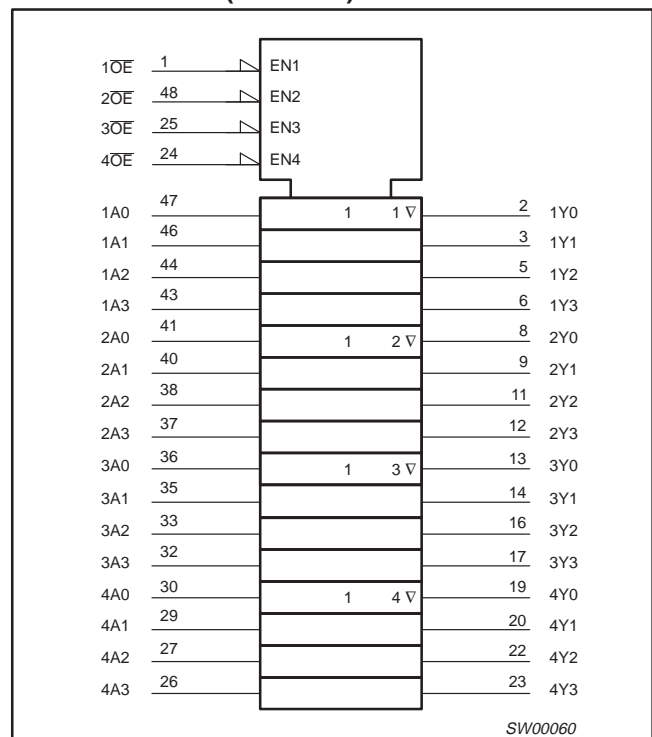 1O̅E̅ 1 EN1
2O̅E̅ 48 EN2
3O̅E̅ 25 EN3
4O̅E̅ 24 EN4
1A0 47 1 1 ∇ 2 1Y0
1A1 46 3 1Y1
1A2 44 5 1Y2
1A3 43 6 1Y3
2A0 41 1 2 ∇ 8 2Y0
2A1 40 9 2Y1
2A2 38 11 2Y2
2A3 37 12 2Y3
3A0 36 1 3 ∇ 13 3Y0
3A1 35 14 3Y1
3A2 33 16 3Y2
3A3 32 17 3Y3
4A0 30 1 4 ∇ 19 4Y0
4A1 29 20 4Y1
4A2 27 22 4Y2
4A3 26 23 4Y3
SW00060